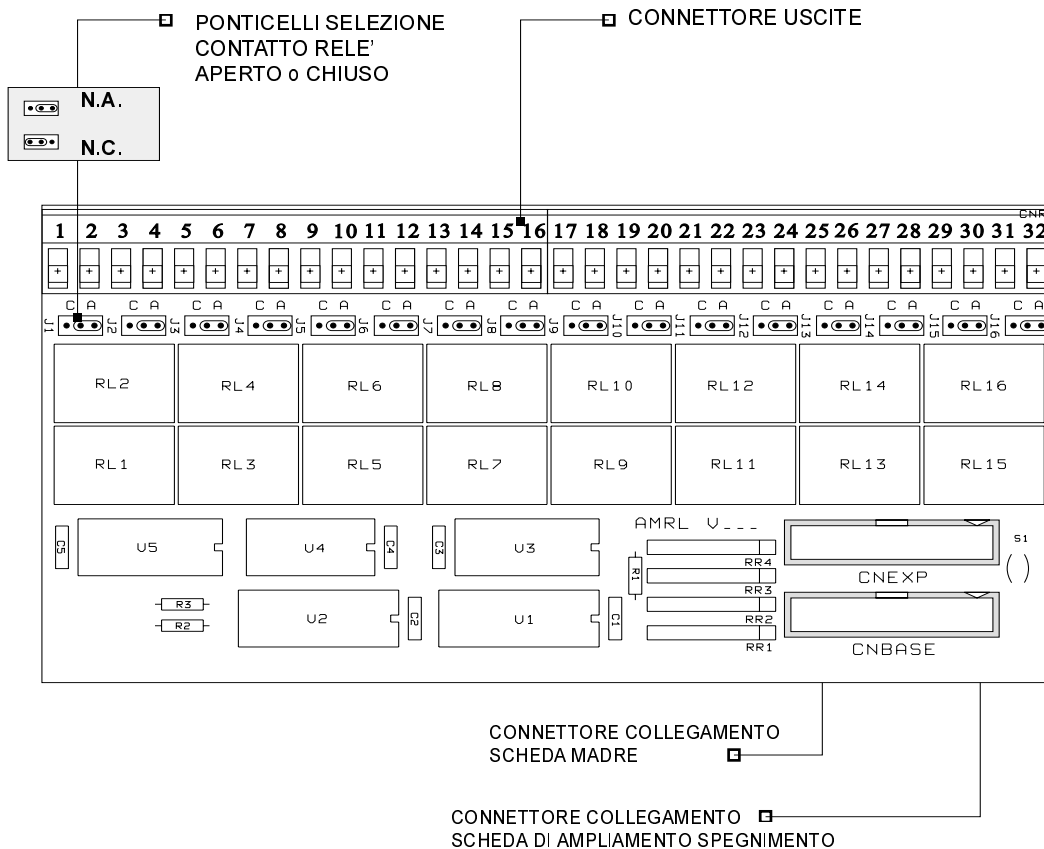 PONTICELLI SELEZIONE
CONTATTO RELE'
APERTO o CHIUSO
CONNETTORE USCITE
N.A.
N.C.
1 2 3 4 5 6 7 8 9 10 11 12 13 14 15 16 17 18 19 20 21 22 23 24 25 26 27 28 29 30 31 32
C A C A C A C A C A C A C A C A C A C A C A C A C A C A C A C A
J1 J2 J3 J4 J5 J6 J7 J8 J9 J10 J11 J12 J13 J14 J15 J16
RL2 RL4 RL6 RL8 RL10 RL12 RL14 RL16
RL1 RL3 RL5 RL7 RL9 RL11 RL13 RL15
AMRL V___
C5 U5 U4 C4 C3 U3 S1
RR4
R1
CNEXP
RR3
R3
R2
U2 C2 U1 C1
RR2
RR1
CNBASE
CONNETTORE COLLEGAMENTO
SCHEDA MADRE
CONNETTORE COLLEGAMENTO
SCHEDA DI AMPLIAMENTO SPEGNIMENTO